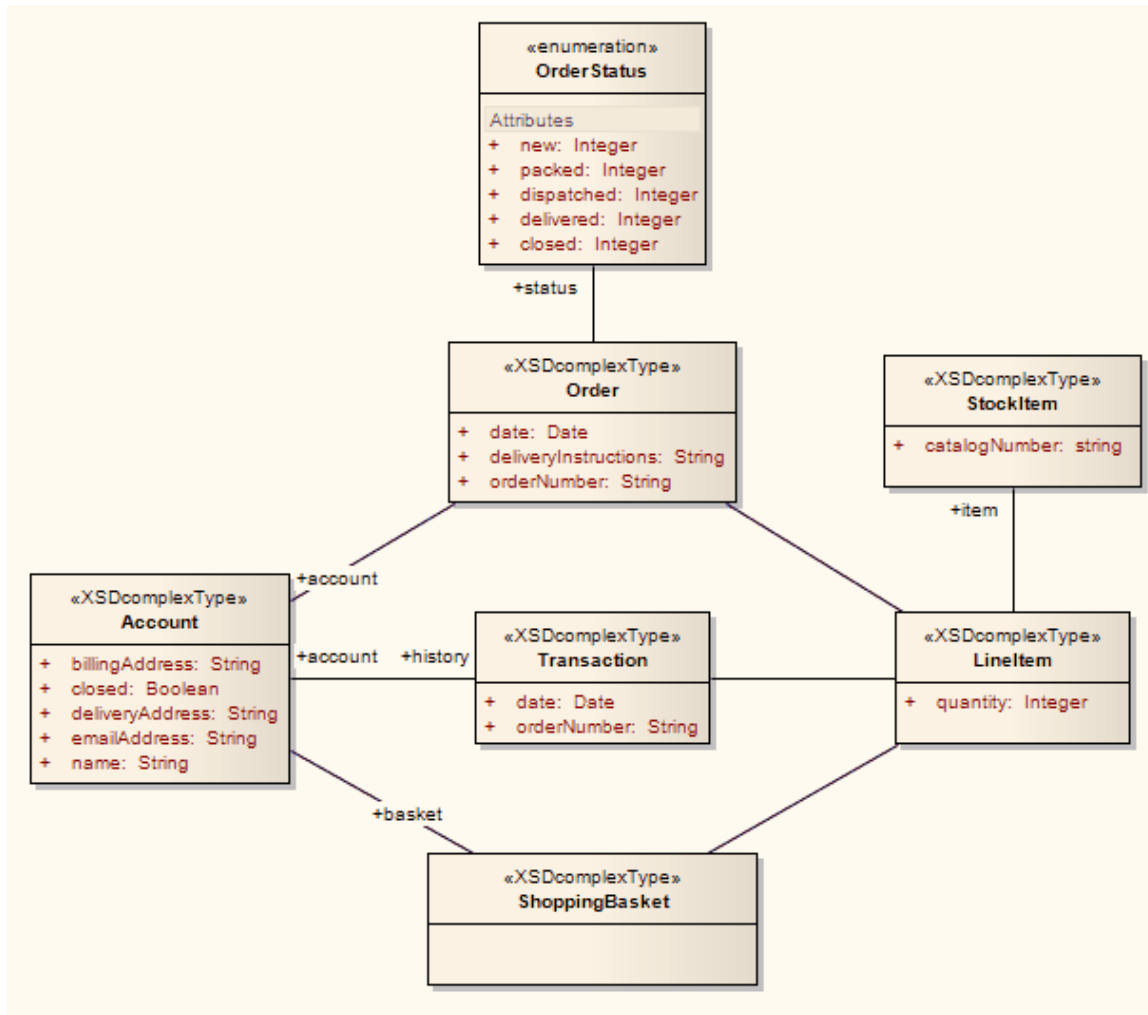 «enumeration»
OrderStatus
Attributes
+ new: Integer
+ packed: Integer
+ dispatched: Integer
+ delivered: Integer
+ closed: Integer
+status
«XSDcomplexType»
Order
+ date: Date
+ deliveryInstructions: String
+ orderNumber: String
«XSDcomplexType»
StockItem
+ catalogNumber: string
+item
+account
«XSDcomplexType»
Account
+ billingAddress: String
+ closed: Boolean
+ deliveryAddress: String
+ emailAddress: String
+ name: String
+account
+history
«XSDcomplexType»
Transaction
+ date: Date
+ orderNumber: String
«XSDcomplexType»
LineItem
+ quantity: Integer
+basket
«XSDcomplexType»
ShoppingBasket